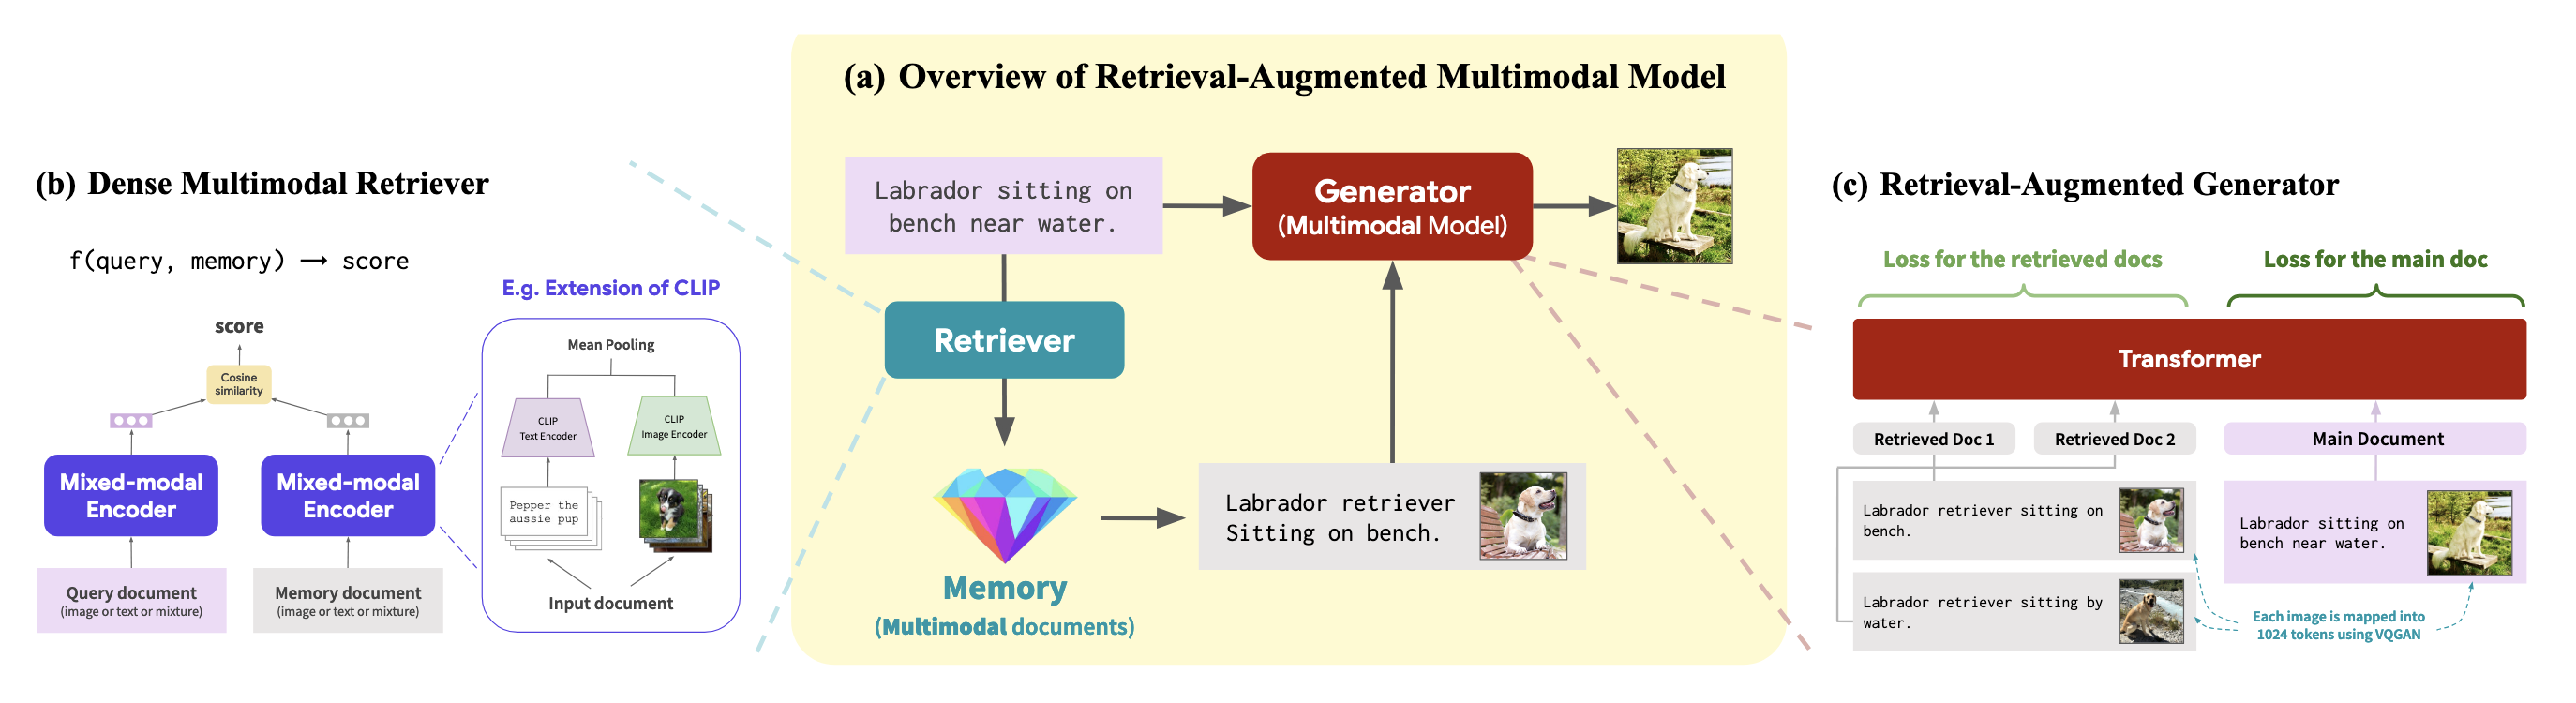 (b) Dense Multimodal Retriever
f(query, memory) → score
score
Cosine
similarity
Mixed-modal
Encoder
Mixed-modal
Encoder
Query document
(image or text or mixture)
Memory document
(image or text or mixture)
E.g. Extension of CLIP
Mean Pooling
CLIP
Text Encoder
CLIP
Image Encoder
Pepper the
aussie pup
Input document
(a) Overview of Retrieval-Augmented Multimodal Model
Labrador sitting on
bench near water.
Generator
(Multimodal Model)
Retriever
Memory
(Multimodal documents)
Labrador retriever
Sitting on bench.
(c) Retrieval-Augmented Generator
Loss for the retrieved docs
Loss for the main doc
Transformer
Retrieved Doc 1
Retrieved Doc 2
Main Document
Labrador retriever sitting on
bench.
Labrador retriever sitting by
water.
Labrador sitting on
bench near water.
Each image is mapped into
1024 tokens using VQGAN